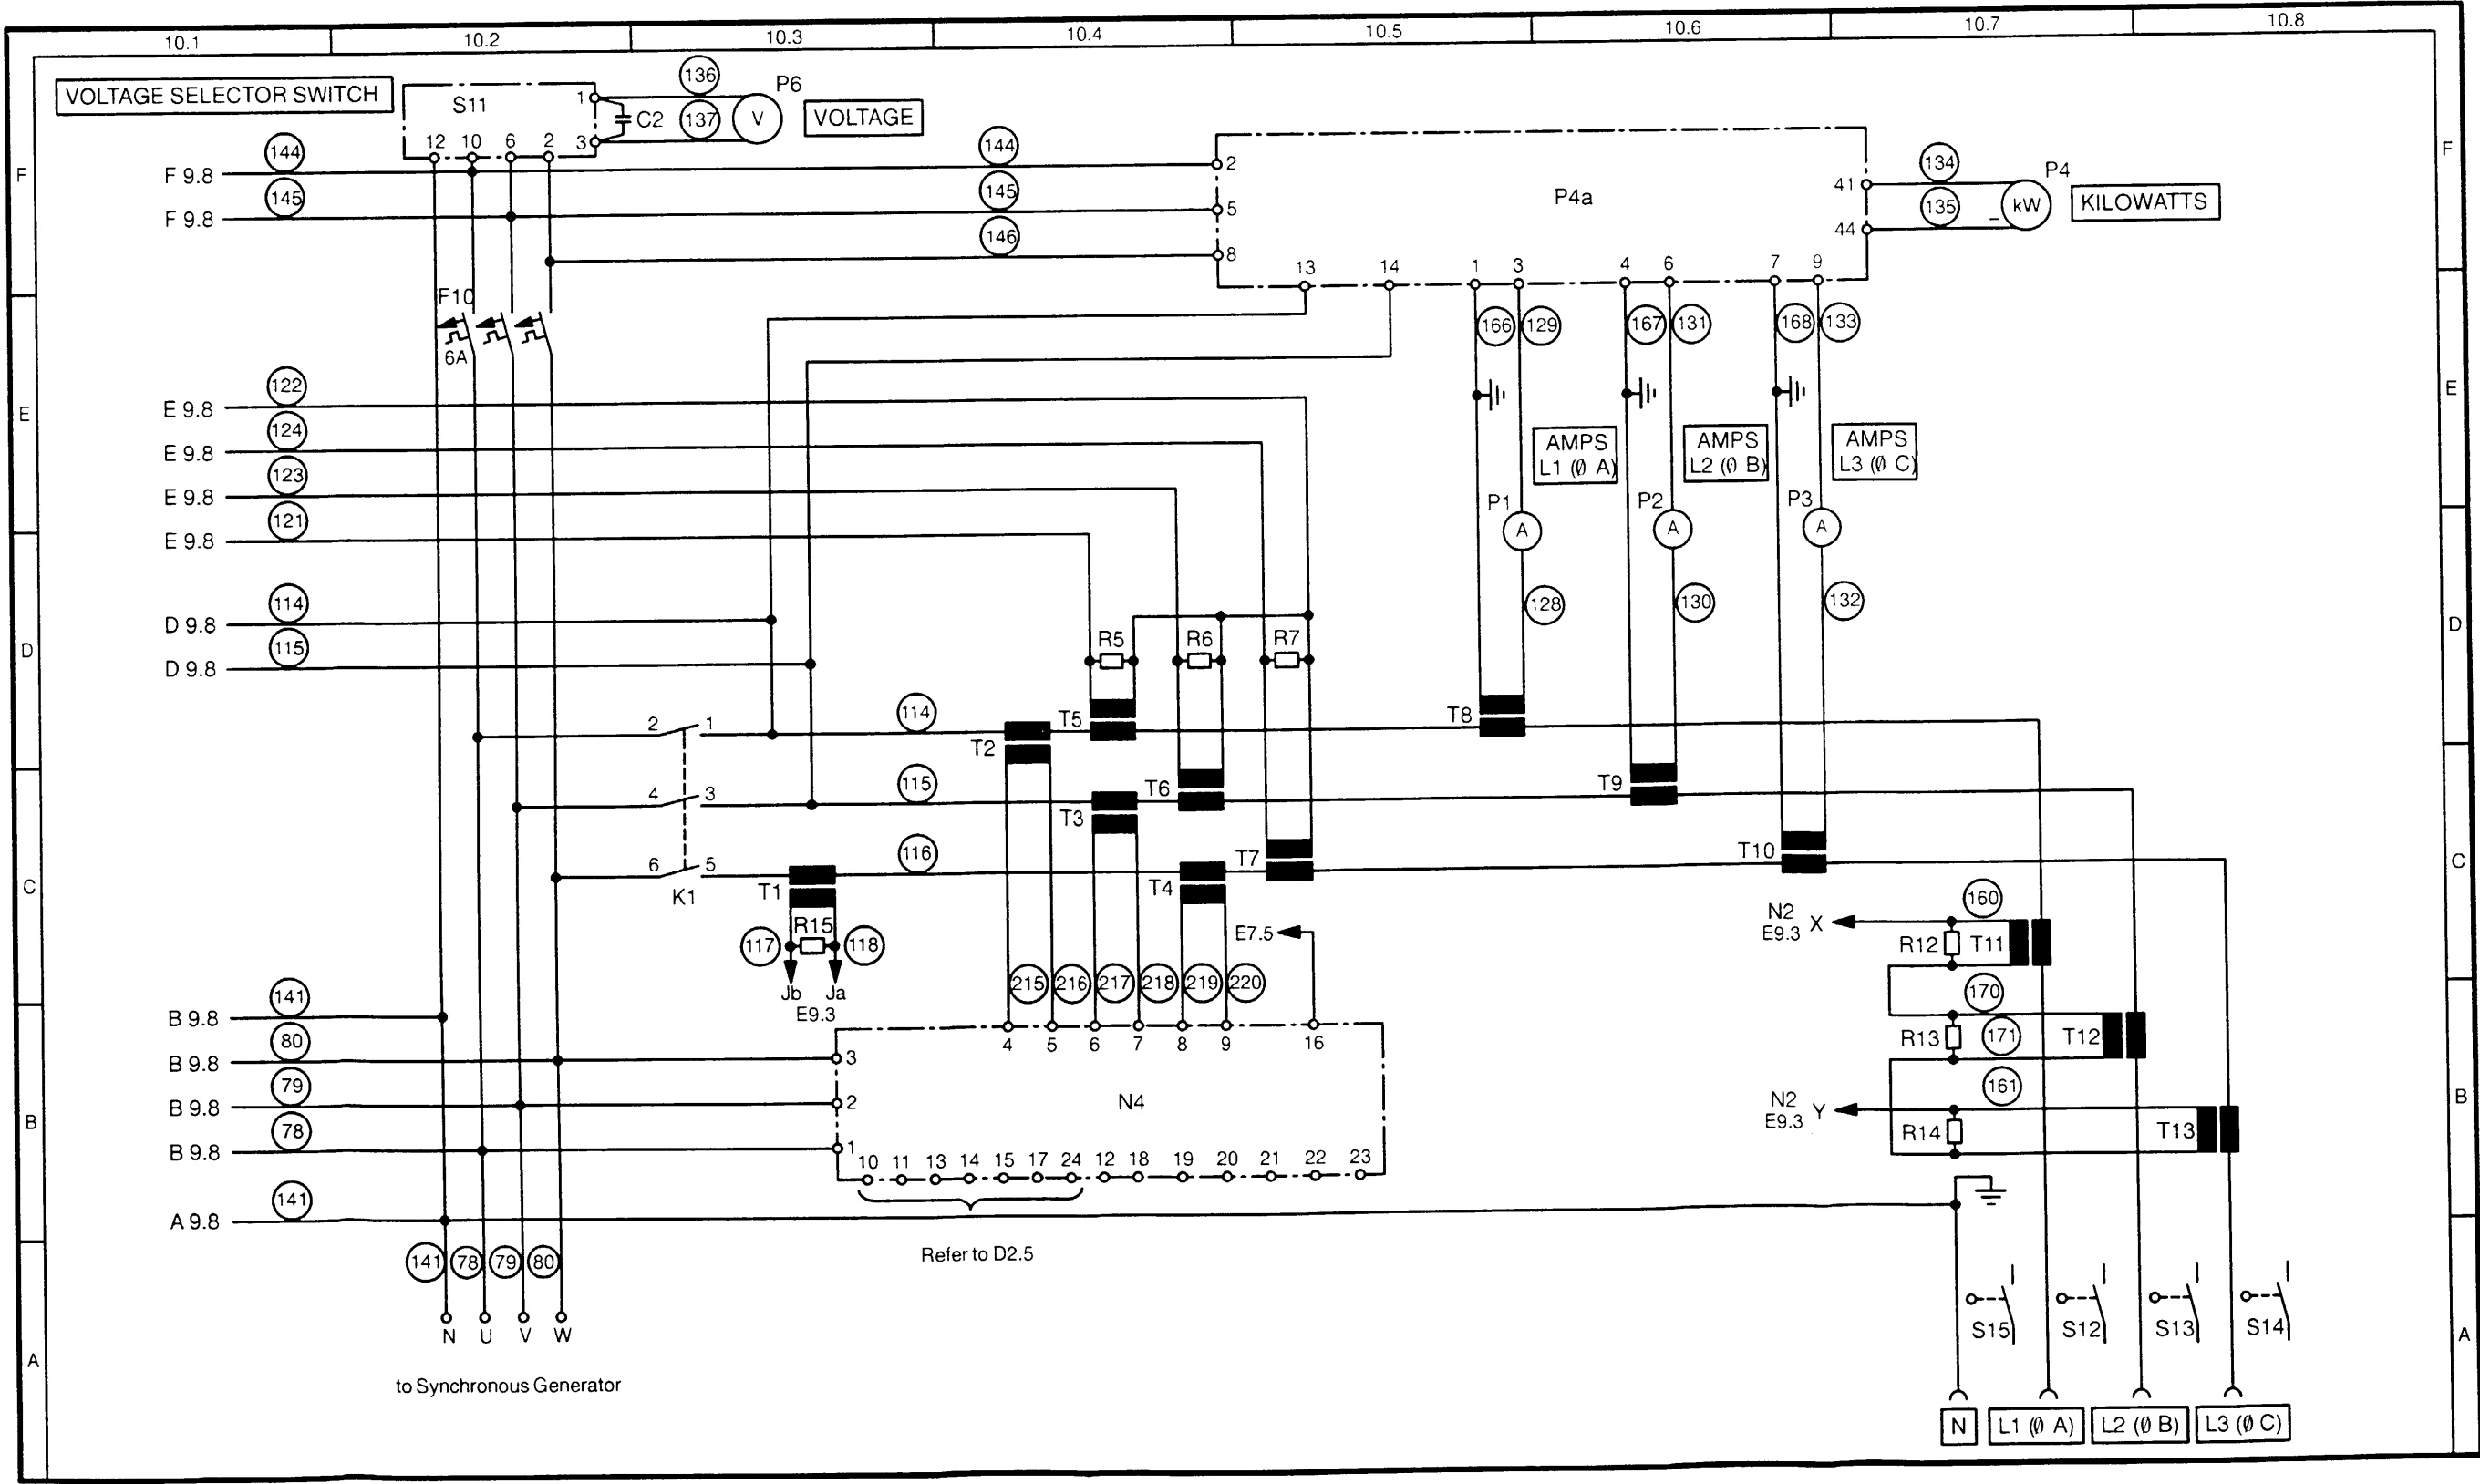 10.1 10.2 10.3 10.4 10.5 10.6 10.7 10.8
VOLTAGE SELECTOR SWITCH
S11
1
3
12 10 6 2
C2
136
137
V
P6
VOLTAGE
F
F
F 9.8 144 144 2
F 9.8 145 145 5
146 8
P4a
41
44
134
135
P4
kW
–
KILOWATTS
13 14 1 3 4 6 7 9
F10
6A
166 129 167 131 168 133
E
E
E 9.8 122
E 9.8 124
E 9.8 123
E 9.8 121
AMPS
L1 (Ø A)
AMPS
L2 (Ø B)
AMPS
L3 (Ø C)
P1 P2 P3
A A A
128 130 132
D
D
D 9.8 114
D 9.8 115
R5 R6 R7
2 1 114 T2 T5 T8
4 3 115 T3 T6 T9
6 5 116 T4 T7 T10
K1
T1
R15
117 118
Jb Ja
E9.3
C
C
E7.5
215 216 217 218 219 220
N2
E9.3
X
160
R12 T11
170
R13 171 T12
161
N2
E9.3
Y
R14 T13
B
B
B 9.8 141
B 9.8 80
B 9.8 79
B 9.8 78
4 5 6 7 8 9 16
3
2
1
N4
10 11 13 14 15 17 24 12 18 19 20 21 22 23
A 9.8 141
Refer to D2.5
141 78 79 80
N U V W
to Synchronous Generator
A
A
S15 S12 S13 S14
N
L1 (Ø A)
L2 (Ø B)
L3 (Ø C)